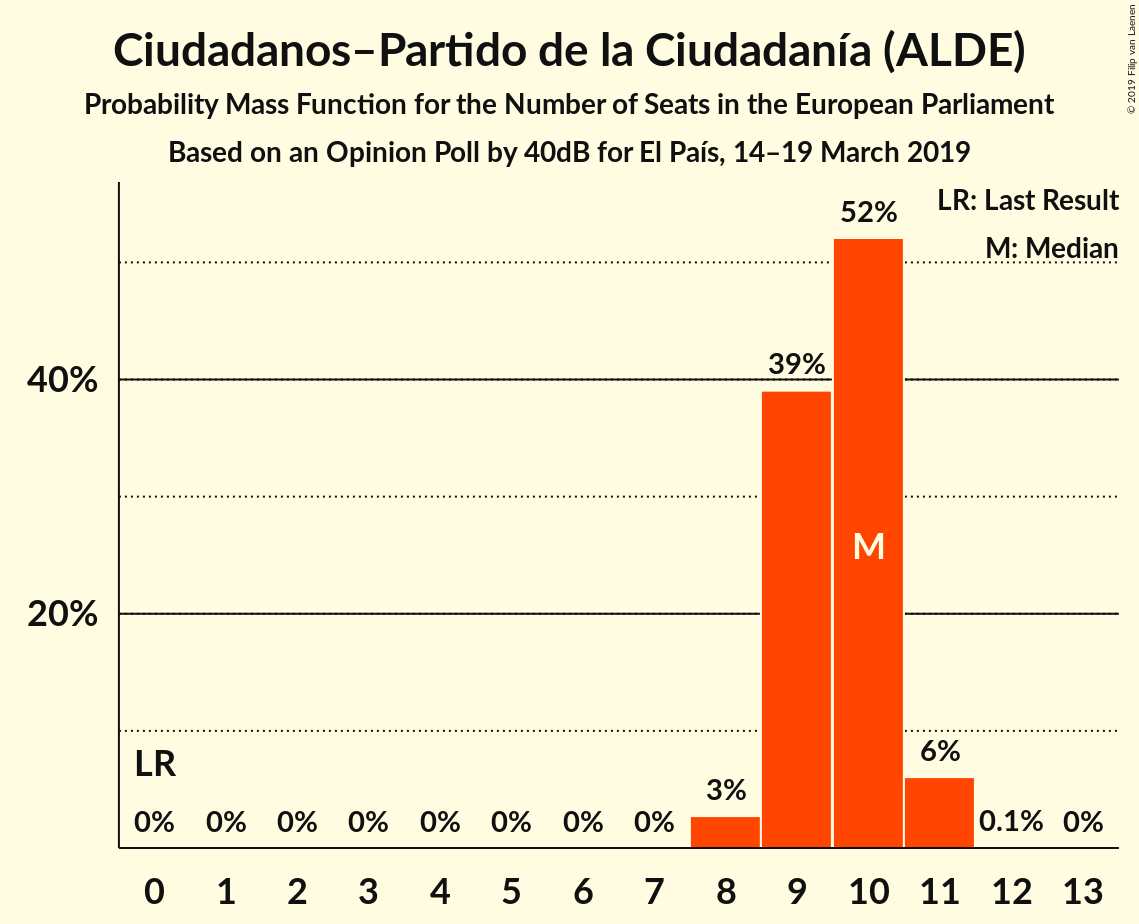 Ciudadanos–Partido de la Ciudadanía (ALDE)
Probability Mass Function for the Number of Seats in the European Parliament
Based on an Opinion Poll by 40dB for El País, 14–19 March 2019
© 2019 Filip van Laenen
LR: Last Result
M: Median
52%
39%
40%
M
20%
LR
6%
3%
0% 0% 0% 0% 0% 0% 0% 0% 0.1% 0%
0 1 2 3 4 5 6 7 8 9 10 11 12 13